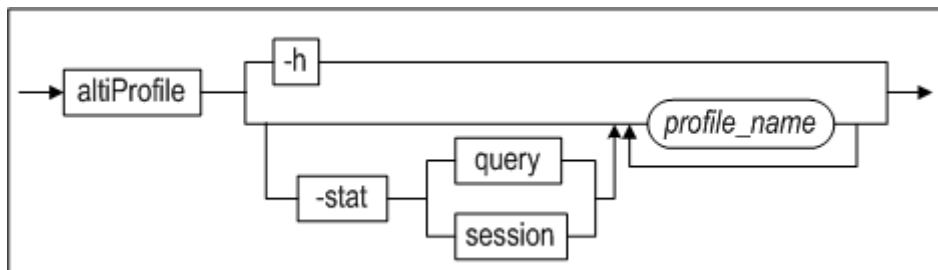 altiProfile
-h
profile_name
-stat
query
session